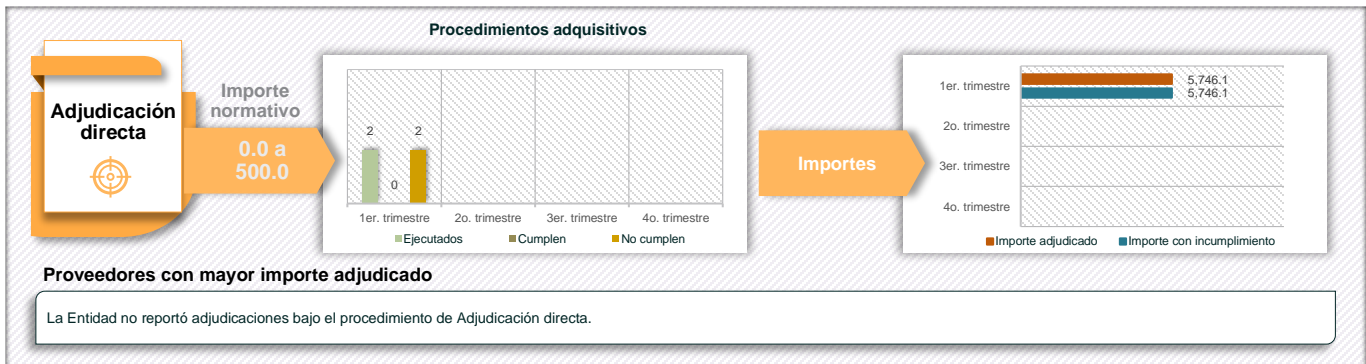 Procedimientos adquisitivos
Adjudicación
directa
Importe
normativo
0.0 a
500.0
2
0
2
1er. trimestre
2o. trimestre
3er. trimestre
4o. trimestre
Ejecutados
Cumplen
No cumplen
Importes
1er. trimestre
5,746.1
5,746.1
2o. trimestre
3er. trimestre
4o. trimestre
Importe adjudicado
Importe con incumplimiento
Proveedores con mayor importe adjudicado
La Entidad no reportó adjudicaciones bajo el procedimiento de Adjudicación directa.